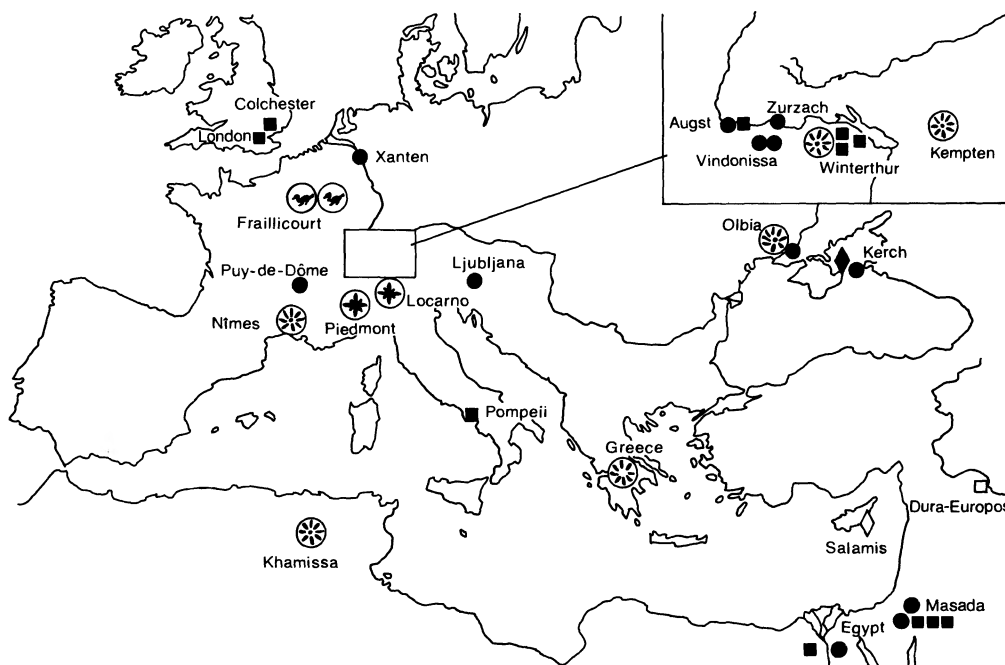 Colchester
London
Xanten
Fraillicourt
Puy-de-Dôme
Nîmes
Piedmont
Locarno
Ljubljana
Augst
Zurzach
Vindonissa
Winterthur
Kempten
Olbia
Kerch
Pompeii
Greece
Khamissa
Dura-Europos
Salamis
Masada
Egypt